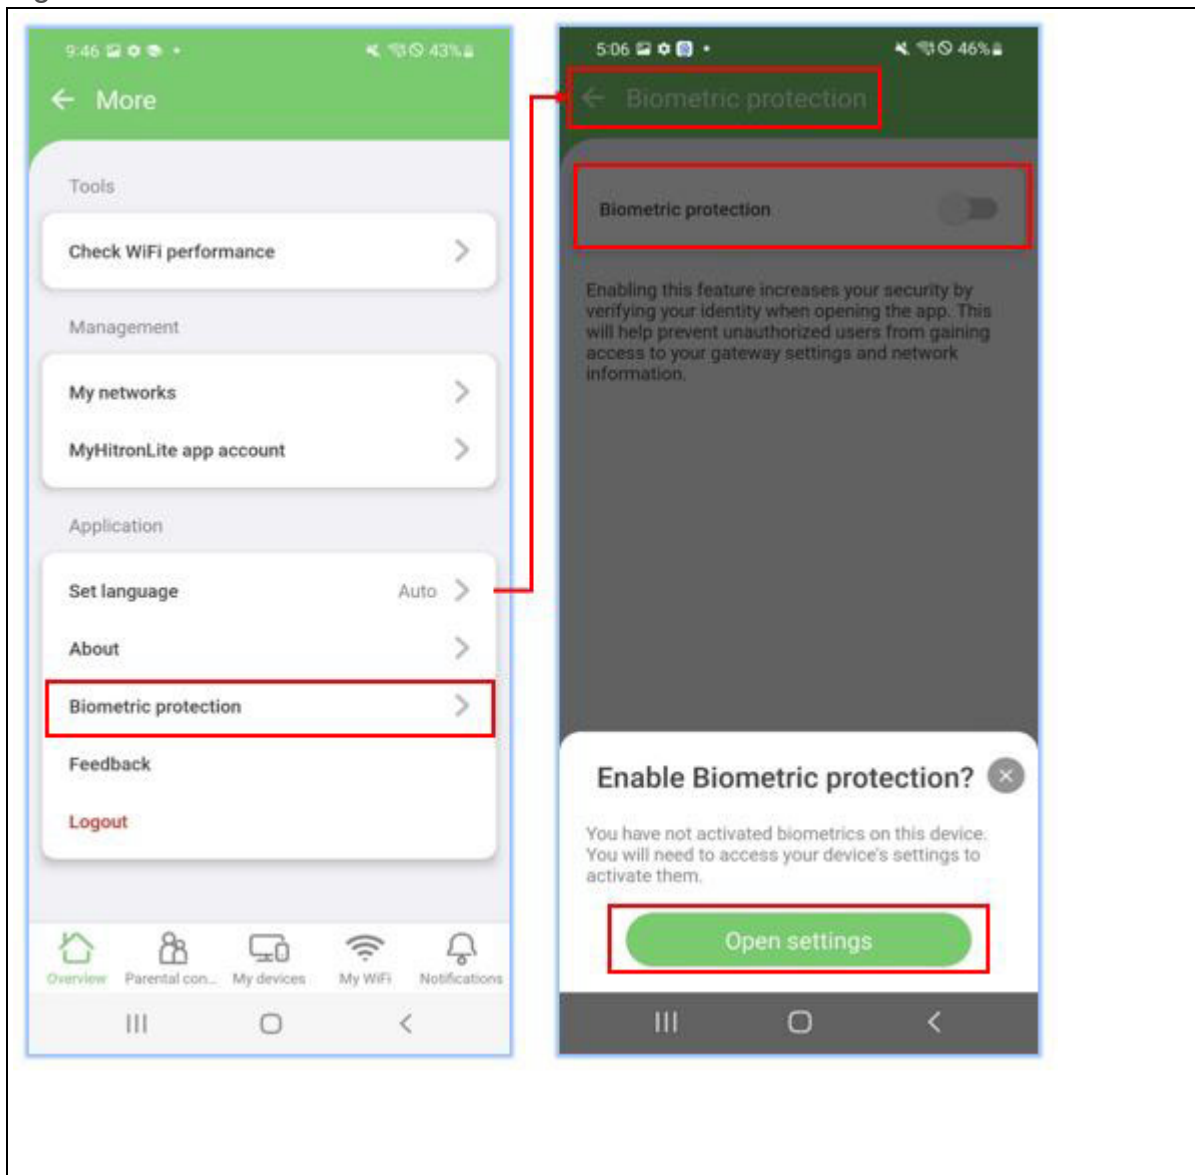 9:46
43%
More
Tools
Check WiFi performance
Management
My networks
MyHitronLite app account
Application
Set language Auto
About
Biometric protection
Feedback
Logout
Overview Parental con... My devices My WiFi Notifications
5:06
46%
Biometric protection
Biometric protection
Enabling this feature increases your security by
verifying your identity when opening the app. This
will help prevent unauthorized users from gaining
access to your gateway settings and network
information.
Enable Biometric protection?
You have not activated biometrics on this device.
You will need to access your device's settings to
activate them.
Open settings